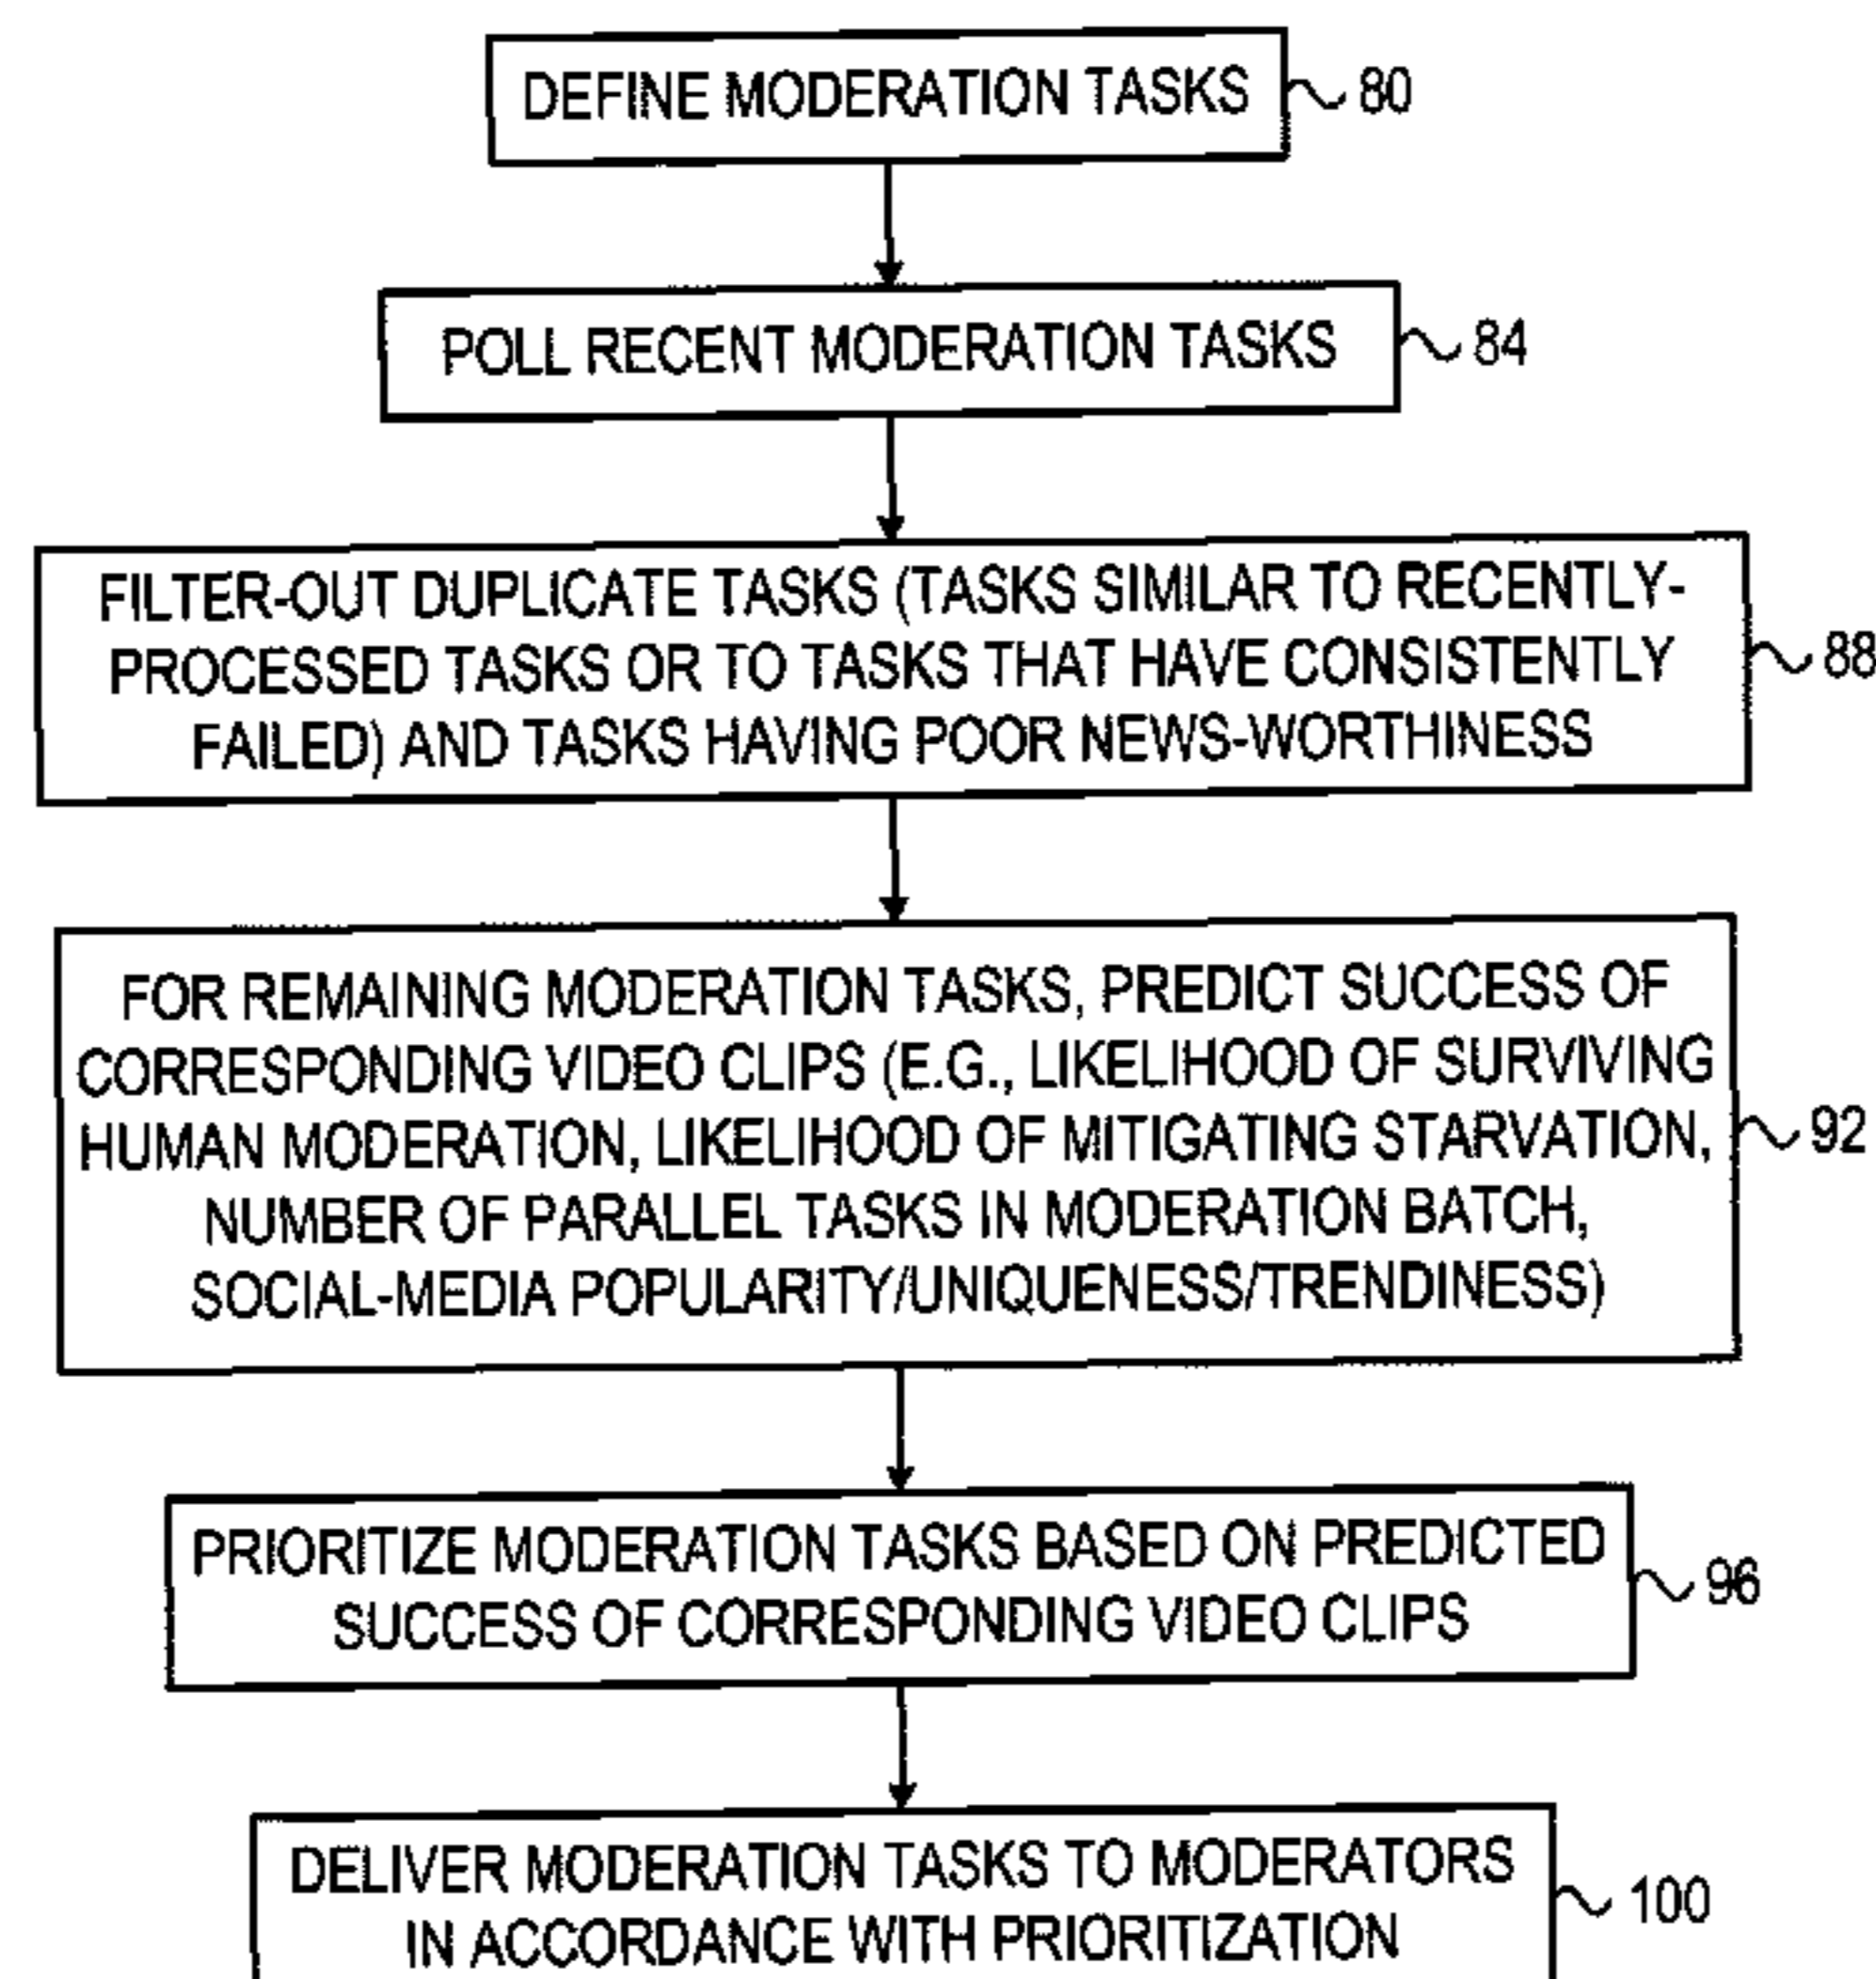 DEFINE MODERATION TASKS
80
POLL RECENT MODERATION TASKS
84
FILTER-OUT DUPLICATE TASKS (TASKS SIMILAR TO RECENTLY-
PROCESSED TASKS OR TO TASKS THAT HAVE CONSISTENTLY
FAILED) AND TASKS HAVING POOR NEWS-WORTHINESS
88
FOR REMAINING MODERATION TASKS, PREDICT SUCCESS OF
CORRESPONDING VIDEO CLIPS (E.G., LIKELIHOOD OF SURVIVING
HUMAN MODERATION, LIKELIHOOD OF MITIGATING STARVATION,
NUMBER OF PARALLEL TASKS IN MODERATION BATCH,
SOCIAL-MEDIA POPULARITY/UNIQUENESS/TRENDINESS)
92
PRIORITIZE MODERATION TASKS BASED ON PREDICTED
SUCCESS OF CORRESPONDING VIDEO CLIPS
96
DELIVER MODERATION TASKS TO MODERATORS
IN ACCORDANCE WITH PRIORITIZATION
100